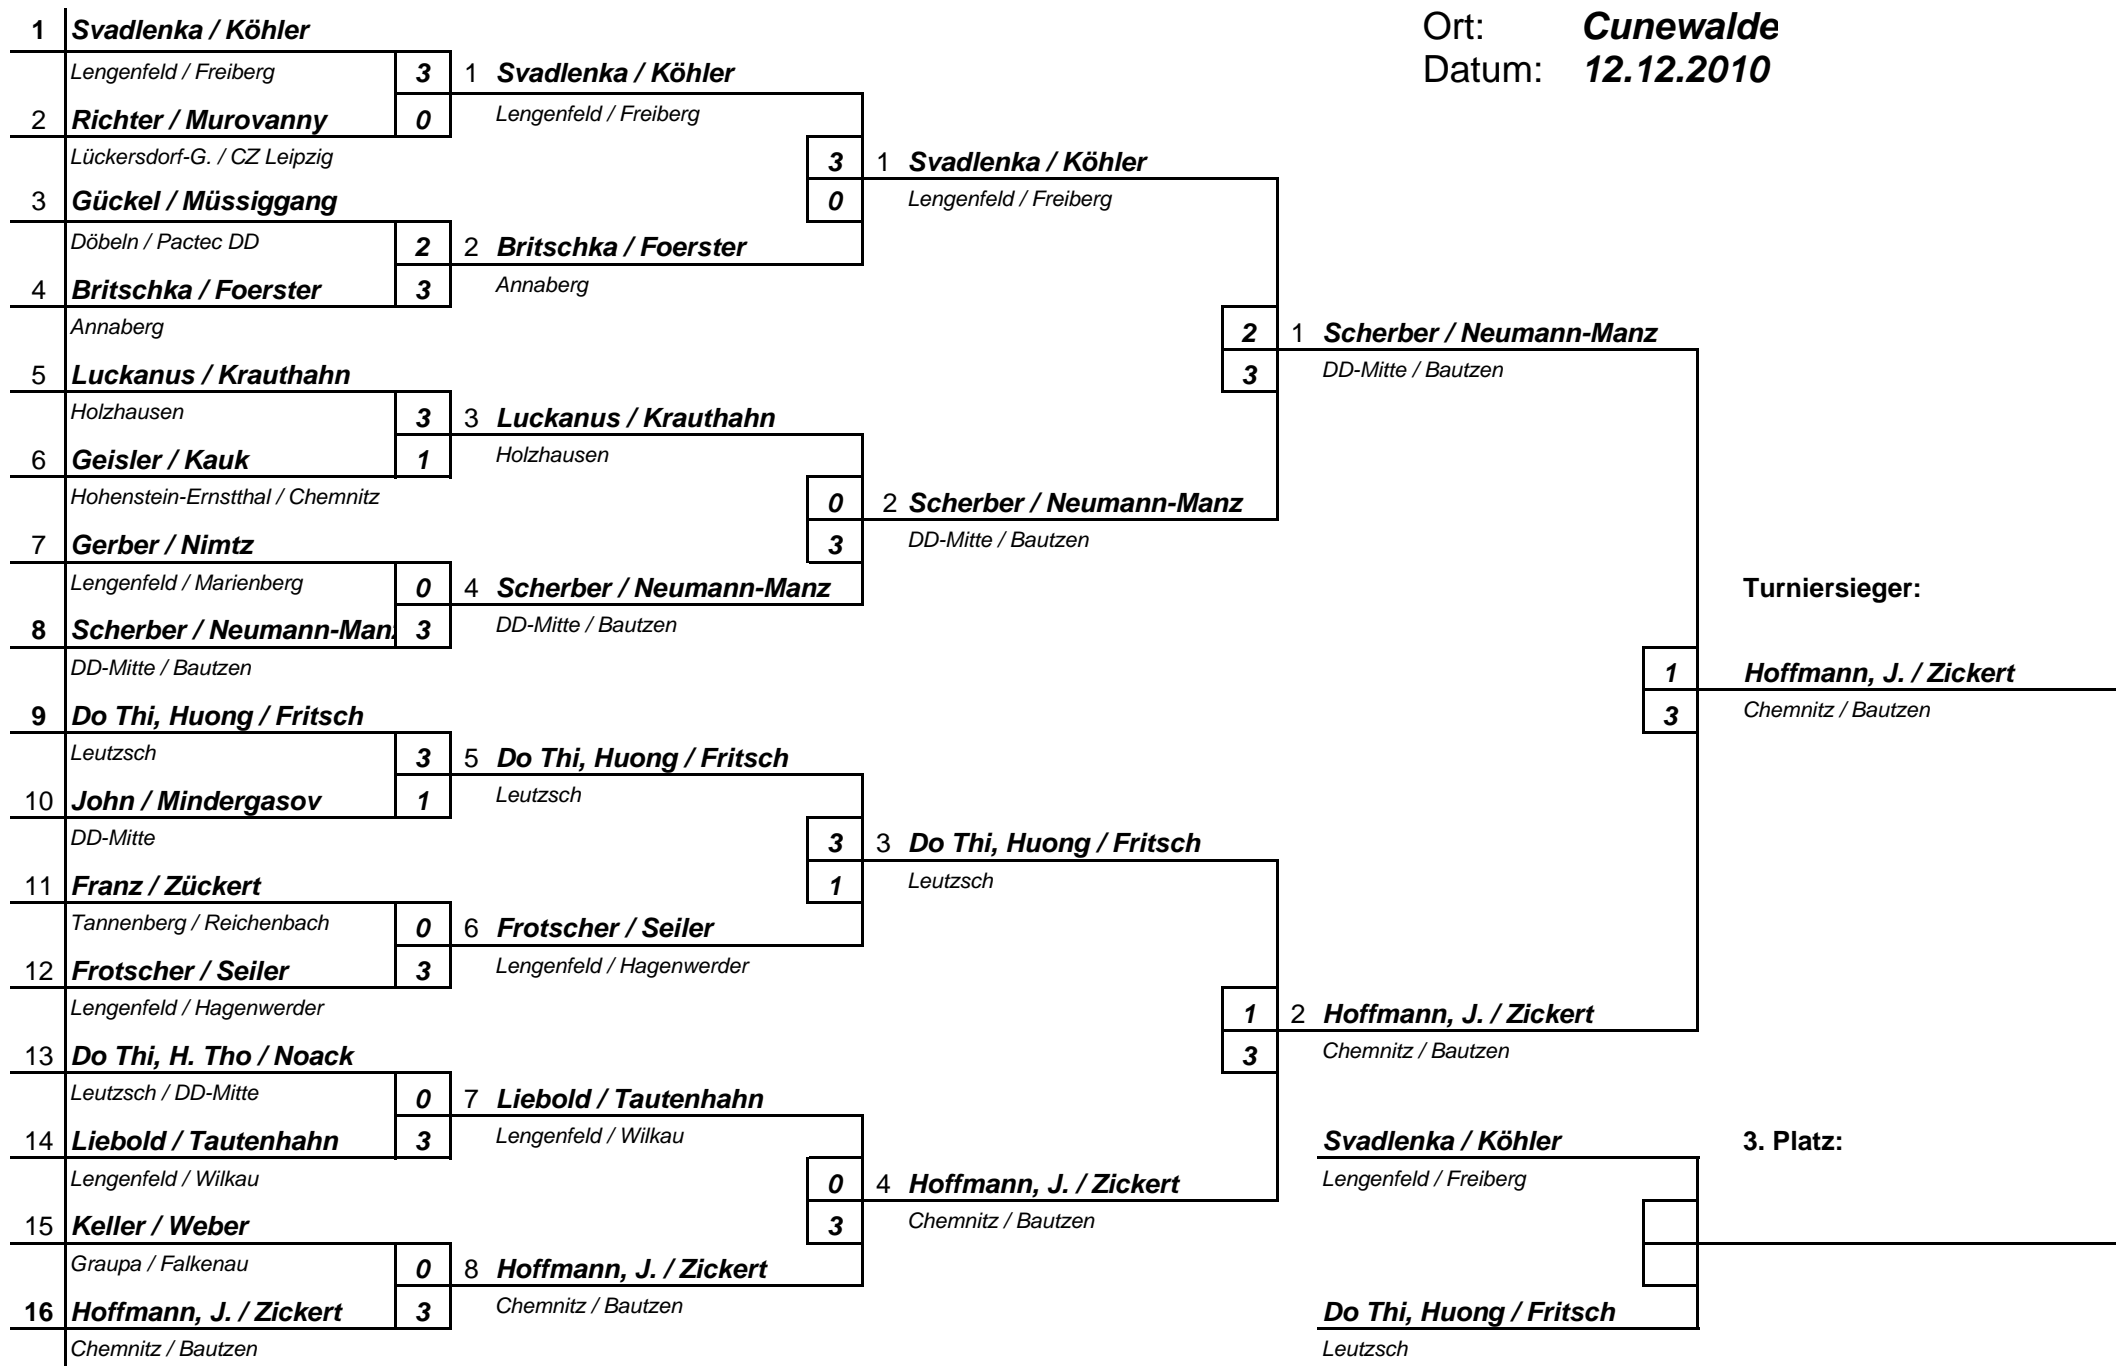 Ort: Cunewalde
Datum: 12.12.2010
1 Svadlenka / Köhler
Lengenfeld / Freiberg 3
2 Richter / Murovanny 0
Lückersdorf-G. / CZ Leipzig
3 Gückel / Müssiggang
Döbeln / Pactec DD 2
4 Britschka / Foerster 3
Annaberg
5 Luckanus / Krauthahn
Holzhausen 3
6 Geisler / Kauk 1
Hohenstein-Ernstthal / Chemnitz
7 Gerber / Nimtz
Lengenfeld / Marienberg 0
8 Scherber / Neumann-Manz 3
DD-Mitte / Bautzen
9 Do Thi, Huong / Fritsch
Leutzsch 3
10 John / Mindergasov 1
DD-Mitte
11 Franz / Zückert
Tannenberg / Reichenbach 0
12 Frotscher / Seiler 3
Lengenfeld / Hagenwerder
13 Do Thi, H. Tho / Noack
Leutzsch / DD-Mitte 0
14 Liebold / Tautenhahn 3
Lengenfeld / Wilkau
15 Keller / Weber
Graupa / Falkenau 0
16 Hoffmann, J. / Zickert 3
Chemnitz / Bautzen
1 Svadlenka / Köhler
Lengenfeld / Freiberg
3
0
2 Britschka / Foerster
Annaberg
3 Luckanus / Krauthahn
Holzhausen
0
3
4 Scherber / Neumann-Manz
DD-Mitte / Bautzen
5 Do Thi, Huong / Fritsch
Leutzsch
3
1
6 Frotscher / Seiler
Lengenfeld / Hagenwerder
7 Liebold / Tautenhahn
Lengenfeld / Wilkau
0
3
8 Hoffmann, J. / Zickert
Chemnitz / Bautzen
1 Svadlenka / Köhler
Lengenfeld / Freiberg
2
3
2 Scherber / Neumann-Manz
DD-Mitte / Bautzen
3 Do Thi, Huong / Fritsch
Leutzsch
1
3
4 Hoffmann, J. / Zickert
Chemnitz / Bautzen
1 Scherber / Neumann-Manz
DD-Mitte / Bautzen
1
3
2 Hoffmann, J. / Zickert
Chemnitz / Bautzen
Turniersieger:
Hoffmann, J. / Zickert
Chemnitz / Bautzen
Svadlenka / Köhler
Lengenfeld / Freiberg
3. Platz:
Do Thi, Huong / Fritsch
Leutzsch